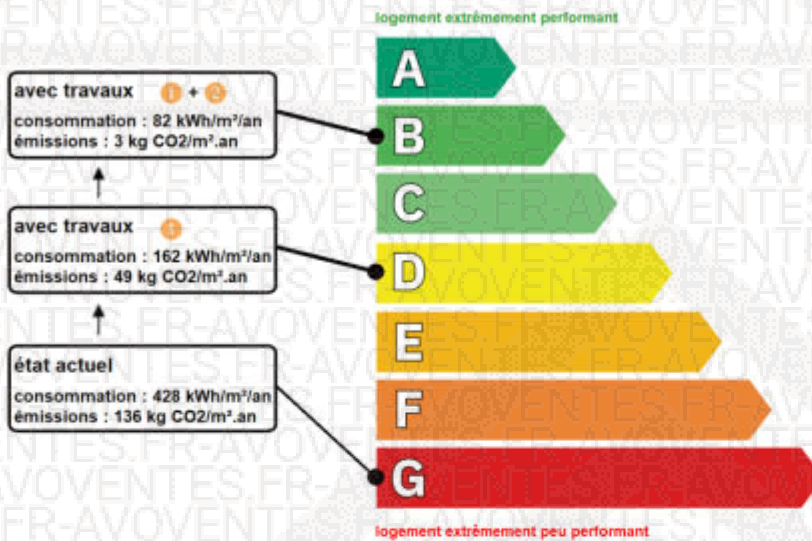 logement extrêmement performant
A
avec travaux 1 + 2
consommation : 82 kWh/m²/an
émissions : 3 kg CO2/m².an
B
C
avec travaux 1
consommation : 162 kWh/m²/an
émissions : 49 kg CO2/m².an
D
E
état actuel
consommation : 428 kWh/m²/an
émissions : 136 kg CO2/m².an
F
G
logement extrêmement peu performant